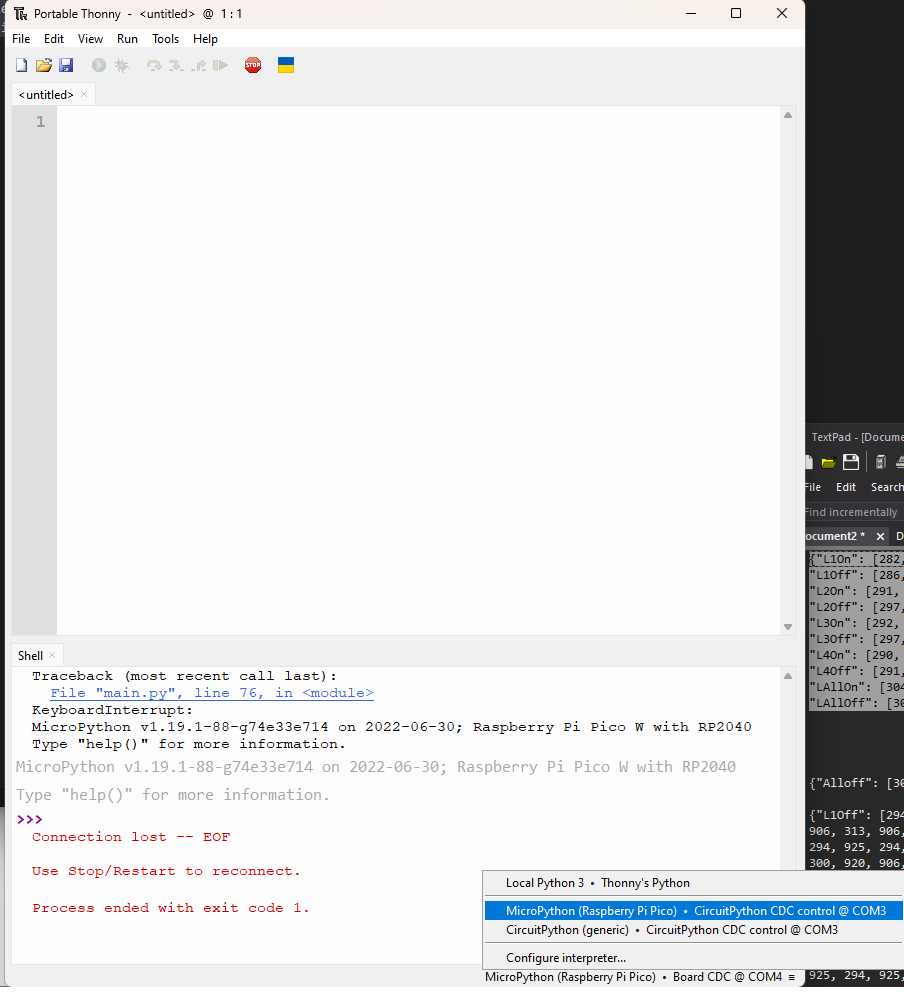 Portable Thonny - <untitled> @ 1 : 1
File Edit View Run Tools Help
STOP
<untitled> ×
1
Shell ×
Traceback (most recent call last):
File "main.py", line 76, in <module>
KeyboardInterrupt:
MicroPython v1.19.1-88-g74e33e714 on 2022-06-30; Raspberry Pi Pico W with RP2040
Type "help()" for more information.
MicroPython v1.19.1-88-g74e33e714 on 2022-06-30; Raspberry Pi Pico W with RP2040
Type "help()" for more information.
>>>
Connection lost -- EOF
Use Stop/Restart to reconnect.
Process ended with exit code 1.
Local Python 3 • Thonny's Python
MicroPython (Raspberry Pi Pico) • CircuitPython CDC control @ COM3
CircuitPython (generic) • CircuitPython CDC control @ COM3
Configure interpreter...
MicroPython (Raspberry Pi Pico) • Board CDC @ COM4 ≡
TextPad - [Docume
File Edit Search
Find incrementally
ocument2 * × D
{"L1On": [282,
"L1Off": [286,
"L2On": [291,
"L2Off": [297,
"L3On": [292,
"L3Off": [297,
"L4On": [290,
"L4Off": [291,
"LAllOn": [304
"LAllOff": [30
{"Alloff": [30
{"L1Off": [294
906, 313, 906,
294, 925, 294,
300, 920, 906,
925, 294, 925,